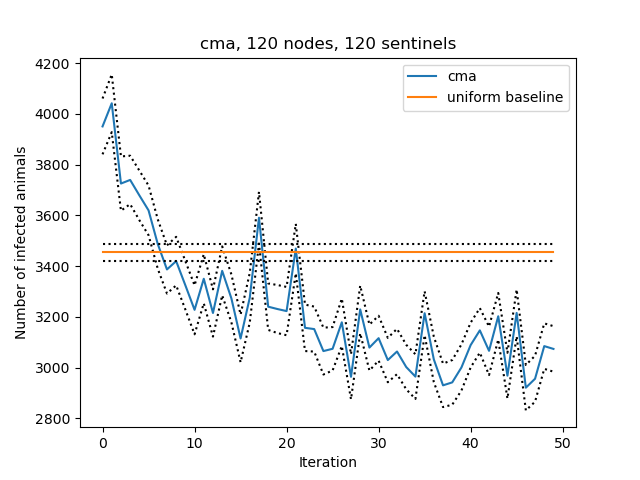 cma, 120 nodes, 120 sentinels
cma
uniform baseline
Number of infected animals
4200
4000
3800
3600
3400
3200
3000
2800
0
10
20
30
40
50
Iteration